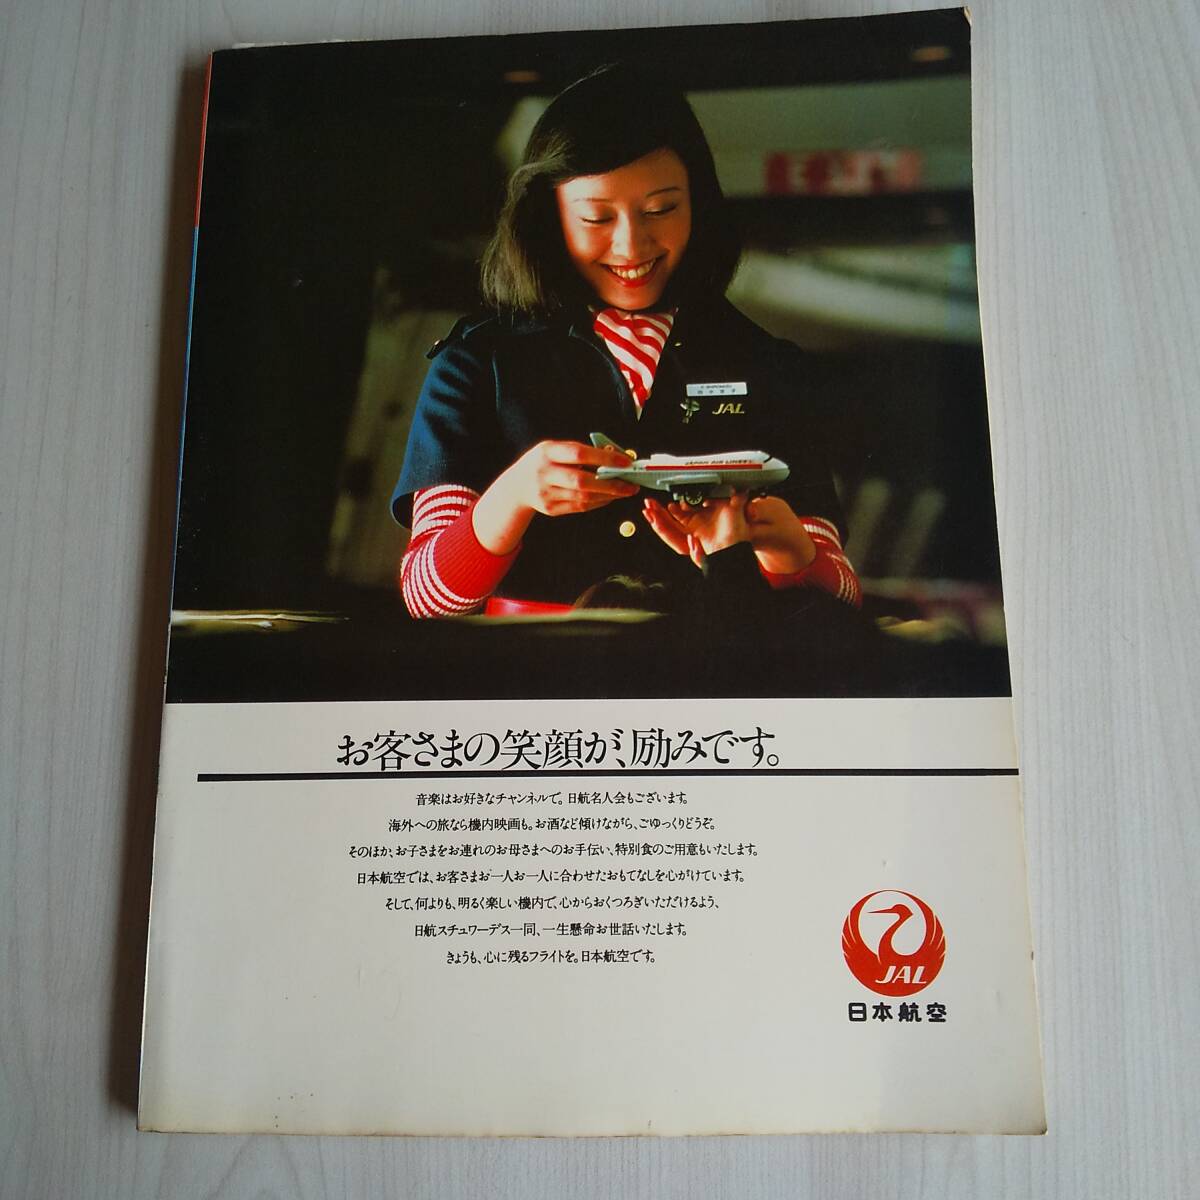 JAL
JAPAN AIR LINES
お客さまの笑顔が、励みです。
音楽はお好きなチャンネルで。日航名人会もございます。
海外への旅なら機内映画も。お酒など傾けながら、ごゆっくりどうぞ。
そのほか、お子さまをお連れのお母さまへのお手伝い、特別食のご用意もいたします。
日本航空では、お客さまお一人お一人に合わせたおもてなしを心がけています。
そして、何よりも、明るく楽しい機内で、心からおくつろぎいただけるよう、
日航スチュワーデス一同、一生懸命お世話いたします。
きょうも、心に残るフライトを。日本航空です。
JAL
日本航空